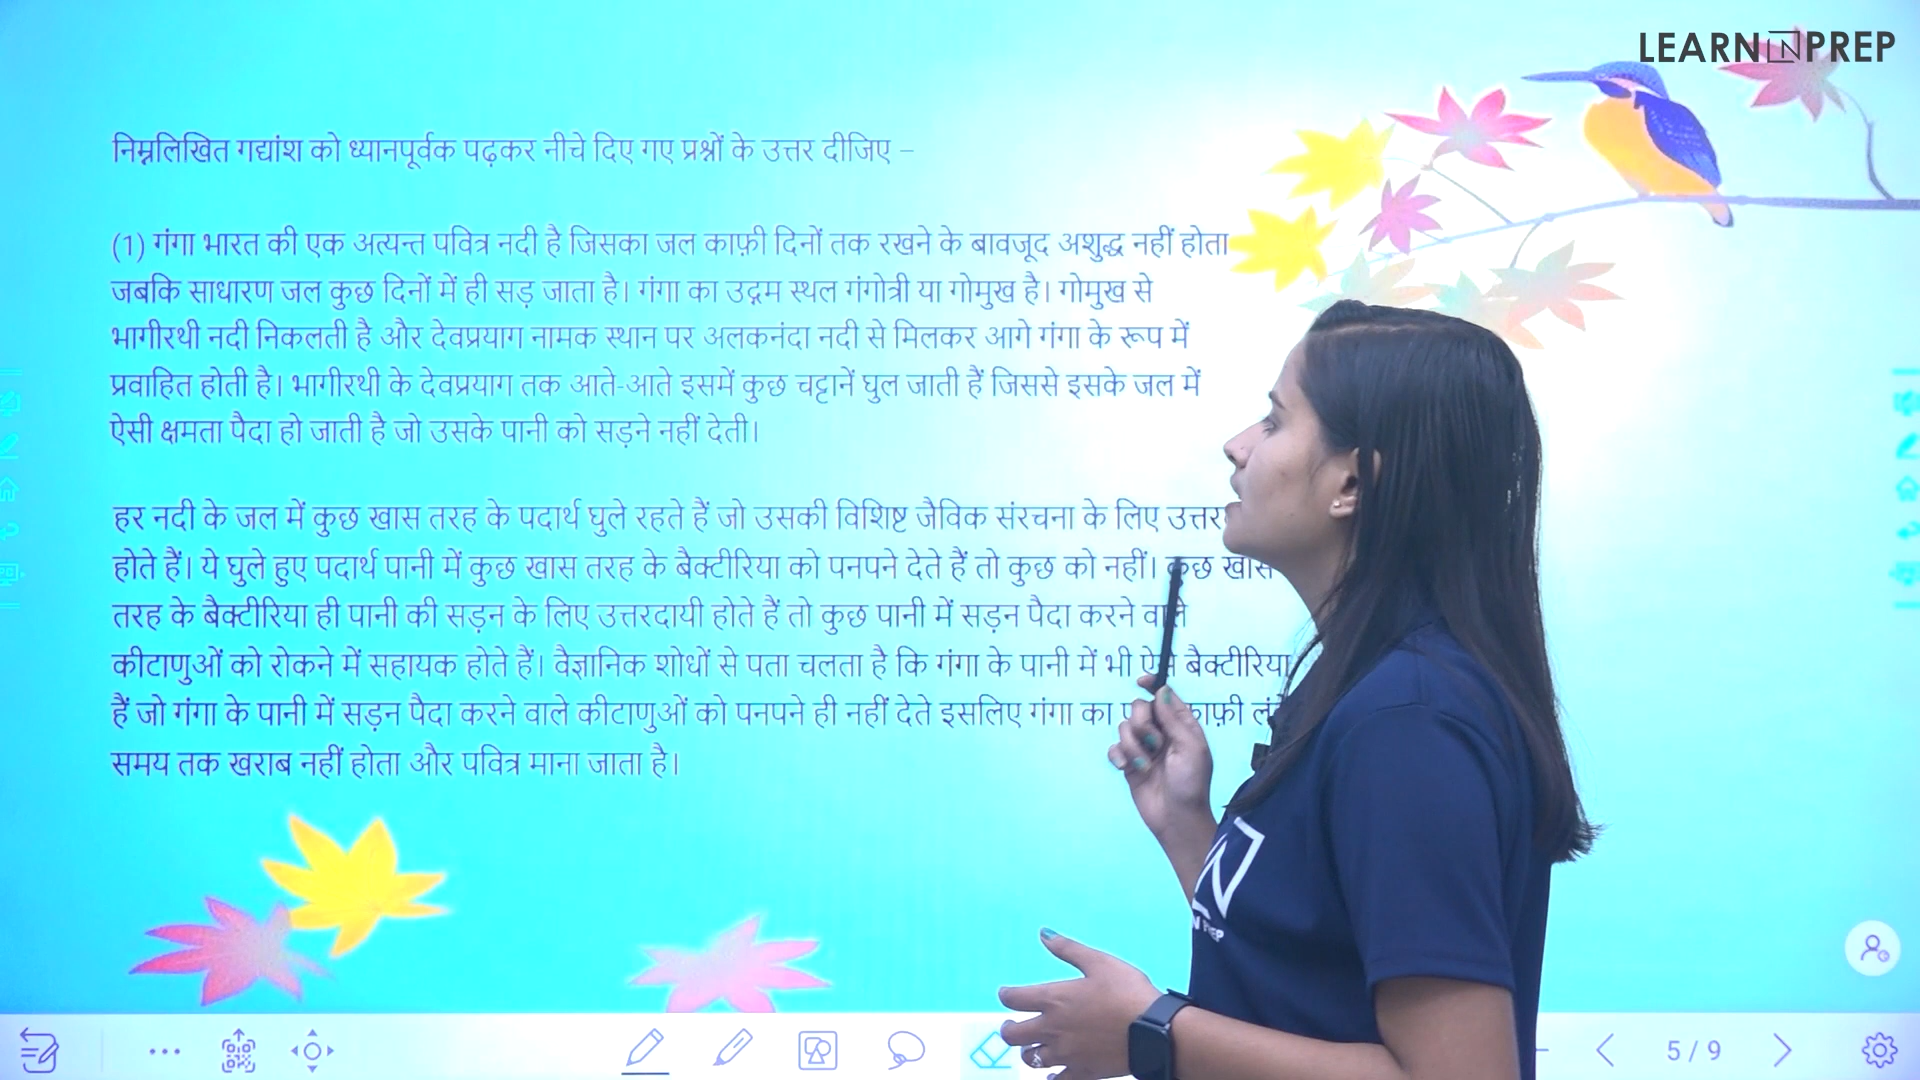 LEARN N PREP
निम्नलिखित गद्यांश को ध्यानपूर्वक पढ़कर नीचे दिए गए प्रश्नों के उत्तर दीजिए –
(1) गंगा भारत की एक अत्यन्त पवित्र नदी है जिसका जल काफ़ी दिनों तक रखने के बावजूद अशुद्ध नहीं होता
जबकि साधारण जल कुछ दिनों में ही सड़ जाता है। गंगा का उद्गम स्थल गंगोत्री या गोमुख है। गोमुख से
भागीरथी नदी निकलती है और देवप्रयाग नामक स्थान पर अलकनंदा नदी से मिलकर आगे गंगा के रूप में
प्रवाहित होती है। भागीरथी के देवप्रयाग तक आते-आते इसमें कुछ चट्टानें घुल जाती हैं जिससे इसके जल में
ऐसी क्षमता पैदा हो जाती है जो उसके पानी को सड़ने नहीं देती।
हर नदी के जल में कुछ खास तरह के पदार्थ घुले रहते हैं जो उसकी विशिष्ट जैविक संरचना के लिए
होते हैं। ये घुले हुए पदार्थ पानी में कुछ खास तरह के बैक्टीरिया को पनपने देते हैं तो कुछ को नहीं। कुछ खास
तरह के बैक्टीरिया ही पानी की सड़न के लिए उत्तरदायी होते हैं तो कुछ पानी में सड़न पैदा करने वाले
कीटाणुओं को रोकने में सहायक होते हैं। वैज्ञानिक शोधों से पता चलता है कि गंगा के पानी में भी ऐसे बैक्टीरिया
हैं जो गंगा के पानी में सड़न पैदा करने वाले कीटाणुओं को पनपने ही नहीं देते इसलिए गंगा का काफ़ी
समय तक खराब नहीं होता और पवित्र माना जाता है।
N PREP
5 / 9